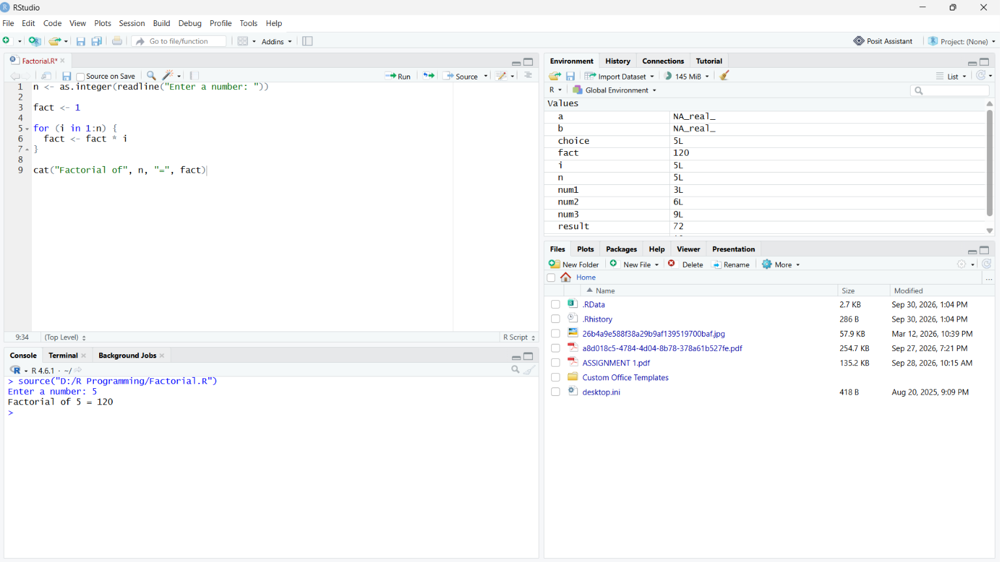 RStudio
File Edit Code View Plots Session Build Debug Profile Tools Help
Go to file/function Addins Posit Assistant Project: (None)
Factorial.R*
Source on Save Run Source
1 n <- as.integer(readline("Enter a number: "))
2
3 fact <- 1
4
5 for (i in 1:n) {
6 fact <- fact * i
7 }
8
9 cat("Factorial of", n, "=", fact)
9:34 (Top Level) R Script
Console Terminal Background Jobs
R 4.6.1 · ~/
> source("D:/R Programming/Factorial.R")
Enter a number: 5
Factorial of 5 = 120
>
Environment History Connections Tutorial
Import Dataset 145 MiB List
R Global Environment
Values
a NA_real_
b NA_real_
choice 5L
fact 120
i 5L
n 5L
num1 3L
num2 6L
num3 9L
result 72
Files Plots Packages Help Viewer Presentation
New Folder New File Delete Rename More
Home ...
Name Size Modified
.RData 2.7 KB Sep 30, 2026, 1:04 PM
.Rhistory 286 B Sep 30, 2026, 1:04 PM
26b4a9e588f38a29b9af139519700baf.jpg 57.9 KB Mar 12, 2026, 10:39 PM
a8d018c5-4784-4d04-8b78-378a61b527fe.pdf 254.7 KB Sep 27, 2026, 7:21 PM
ASSIGNMENT 1.pdf 135.2 KB Sep 28, 2026, 10:15 AM
Custom Office Templates
desktop.ini 418 B Aug 20, 2025, 9:09 PM